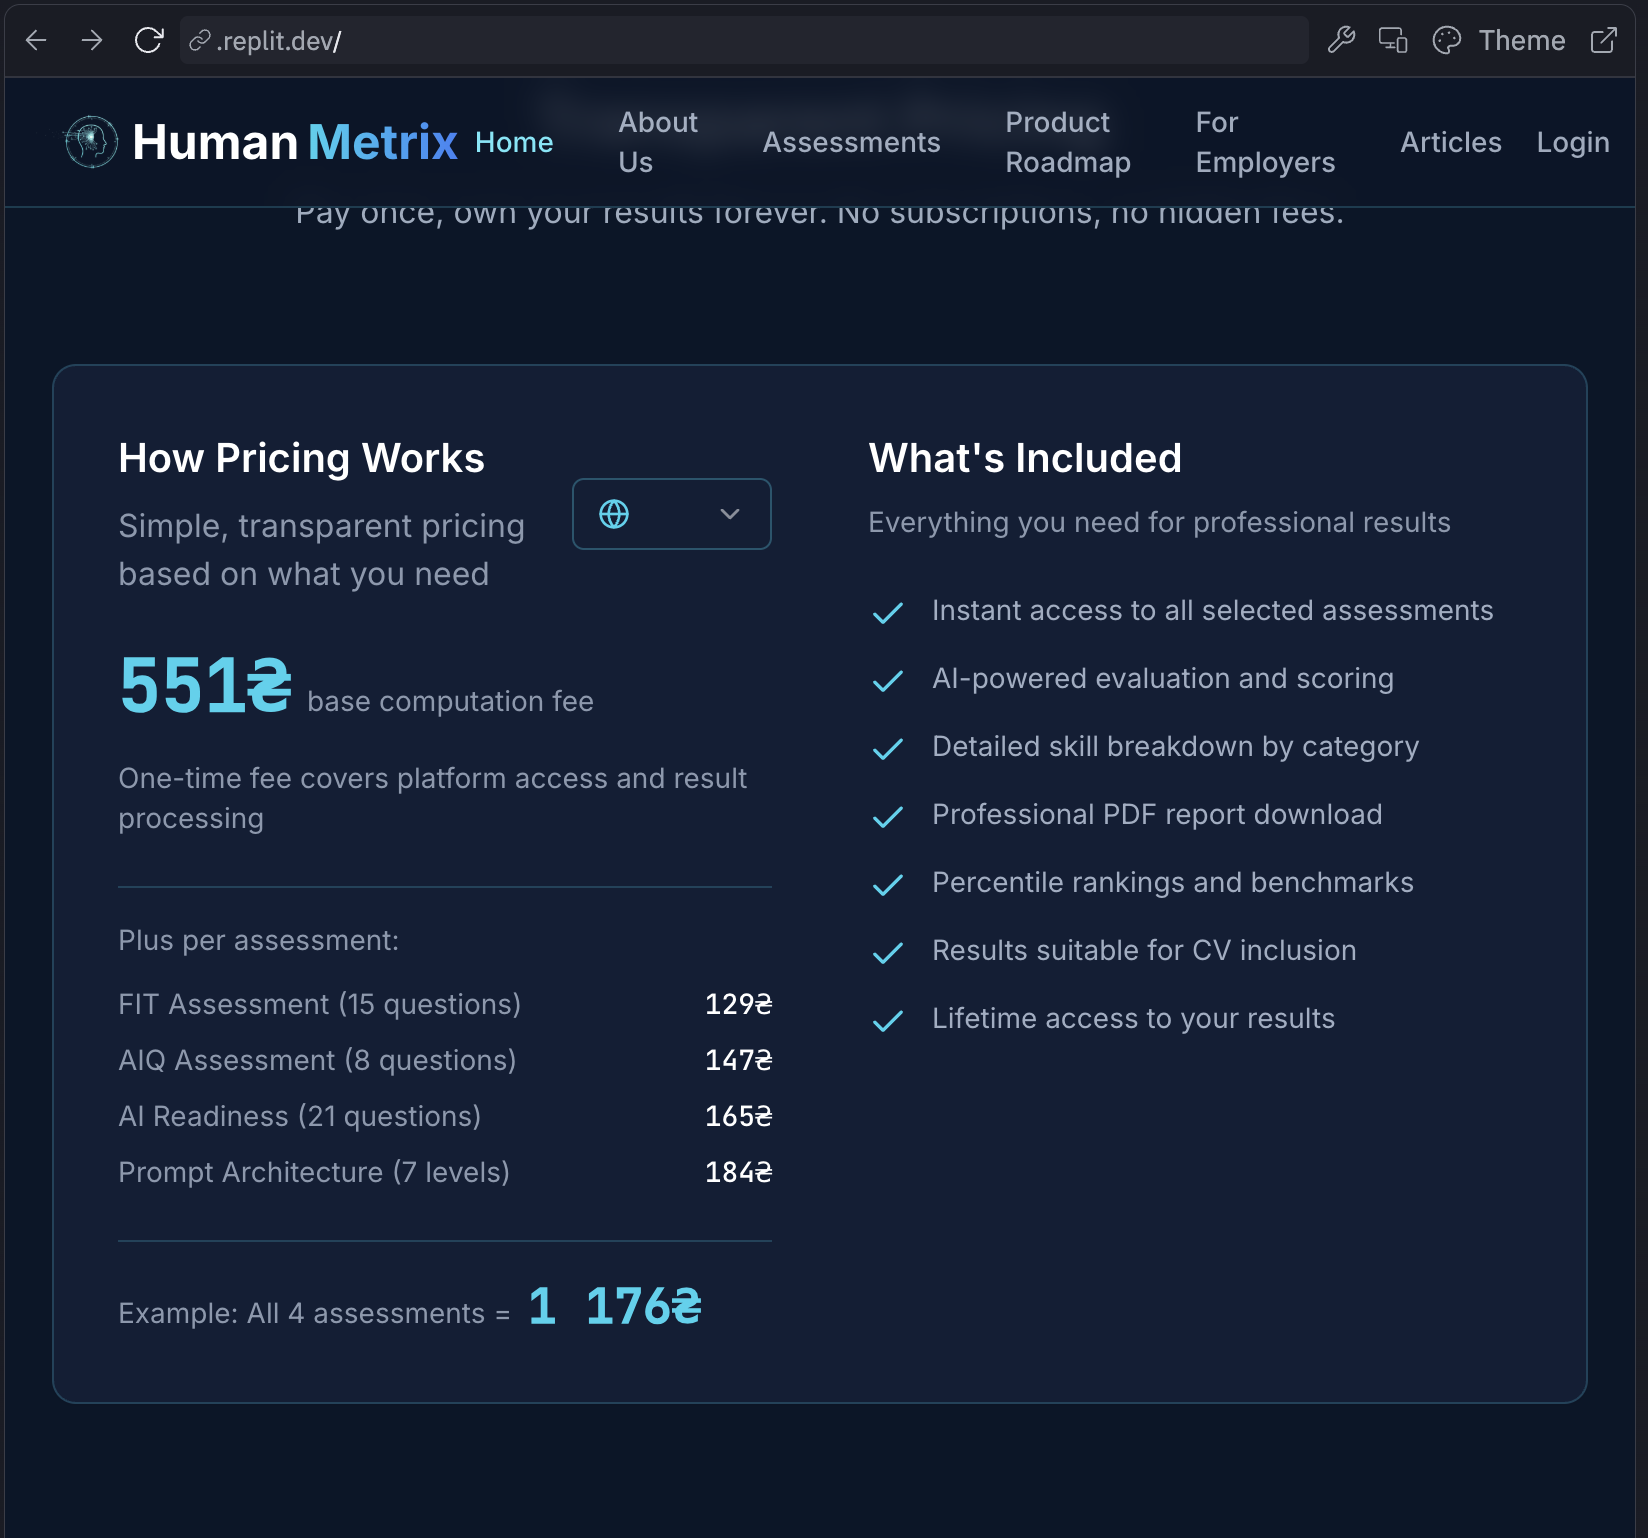 .replit.dev/
Theme
Human Metrix
Home
About
Us
Assessments
Product
Roadmap
For
Employers
Articles
Login
Pay once, own your results forever. No subscriptions, no hidden fees.
How Pricing Works
Simple, transparent pricing
based on what you need
551₴ base computation fee
One-time fee covers platform access and result
processing
Plus per assessment:
FIT Assessment (15 questions) 129₴
AIQ Assessment (8 questions) 147₴
AI Readiness (21 questions) 165₴
Prompt Architecture (7 levels) 184₴
Example: All 4 assessments = 1 176₴
What's Included
Everything you need for professional results
Instant access to all selected assessments
AI-powered evaluation and scoring
Detailed skill breakdown by category
Professional PDF report download
Percentile rankings and benchmarks
Results suitable for CV inclusion
Lifetime access to your results